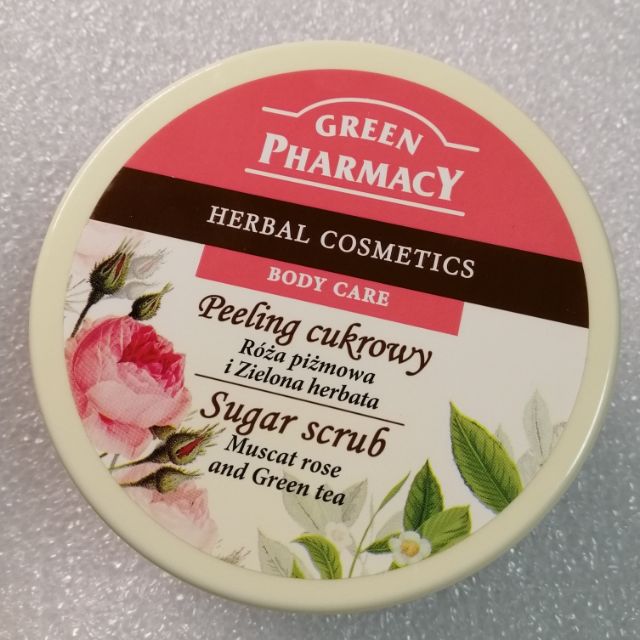 GREEN
PHARMACY
HERBAL COSMETICS
BODY CARE
Peeling cukrowy
Róża piżmowa
i Zielona herbata
Sugar scrub
Muscat rose
and Green tea